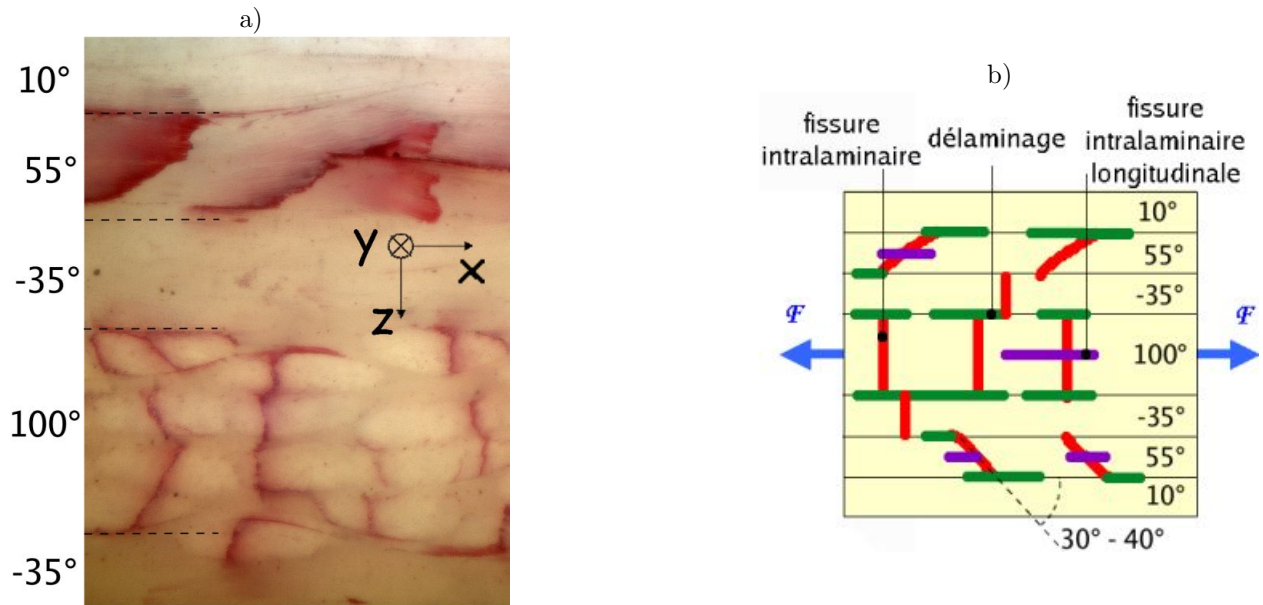 a)
10°
55°
-35°
100°
-35°
y
x
z
b)
fissure
intralaminaire
délaminage
fissure
intralaminaire
longitudinale
10°
55°
-35°
100°
-35°
55°
10°
F
F
30° - 40°